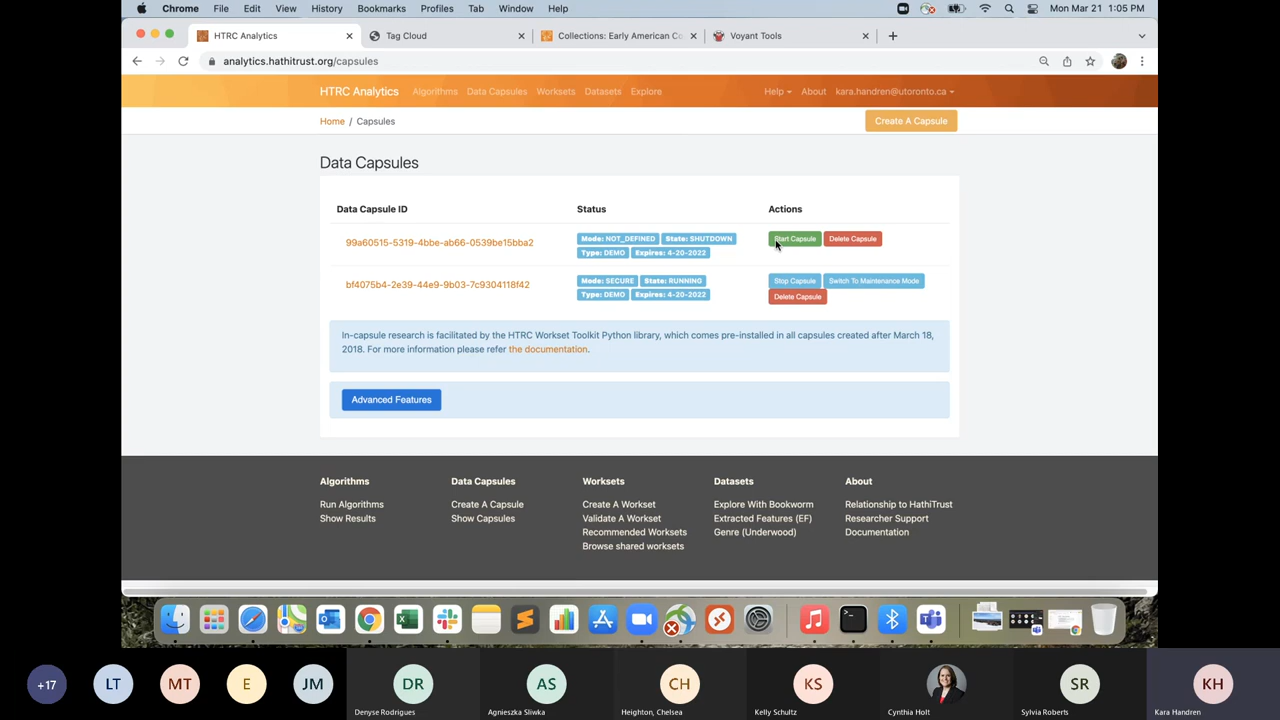 Chrome File Edit View History Bookmarks Profiles Tab Window Help Mon Mar 21 1:05 PM
HTRC Analytics Tag Cloud Collections: Early American Co Voyant Tools
analytics.hathitrust.org/capsules
HTRC Analytics Algorithms Data Capsules Worksets Datasets Explore Help About kara.handren@utoronto.ca
Home / Capsules Create A Capsule
Data Capsules
Data Capsule ID Status Actions
99a60515-5319-4bbe-ab66-0539be15bba2 Mode: NOT_DEFINED State: SHUTDOWN Start Capsule Delete Capsule
Type: DEMO Expires: 4-20-2022
bf4075b4-2e39-44e9-9b03-7c9304118f42 Mode: SECURE State: RUNNING Stop Capsule Switch To Maintenance Mode
Type: DEMO Expires: 4-20-2022 Delete Capsule
In-capsule research is facilitated by the HTRC Workset Toolkit Python library, which comes pre-installed in all capsules created after March 18,
2018. For more information please refer the documentation.
Advanced Features
Algorithms Data Capsules Worksets Datasets About
Run Algorithms Create A Capsule Create A Workset Explore With Bookworm Relationship to HathiTrust
Show Results Show Capsules Validate A Workset Extracted Features (EF) Researcher Support
Recommended Worksets Genre (Underwood) Documentation
Browse shared worksets
+17 LT MT E JM DR AS CH KS SR KH
Denyse Rodrigues Agnieszka Sliwka Heighton, Chelsea Kelly Schultz Cynthia Holt Sylvia Roberts Kara Handren